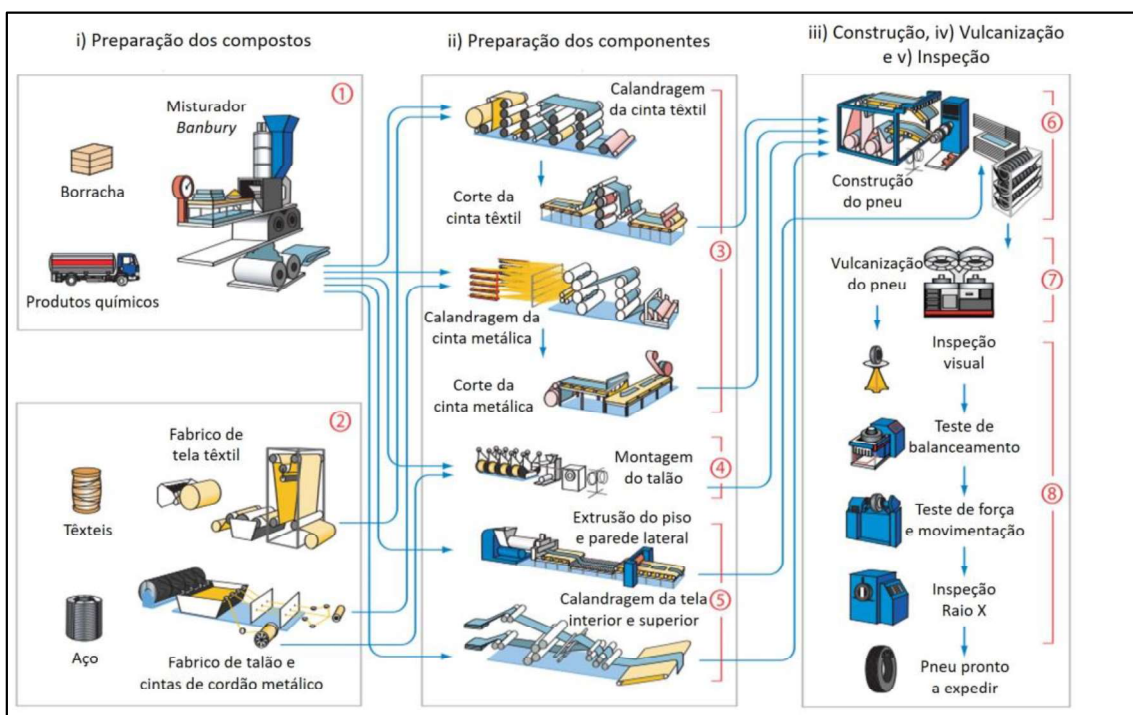 i) Preparação dos compostos
①
Misturador
Banbury
Borracha
Produtos químicos
②
Fabrico de
tela têxtil
Têxteis
Aço
Fabrico de talão e
cintas de cordão metálico
ii) Preparação dos componentes
Calandragem
da cinta têxtil
Corte da
cinta têxtil
③
Calandragem da
cinta metálica
Corte da
cinta metálica
Montagem
do talão
④
Extrusão do piso
e parede lateral
Calandragem da tela
interior e superior
⑤
iii) Construção, iv) Vulcanização
e v) Inspeção
⑥
Construção
do pneu
Vulcanização
do pneu
⑦
Inspeção
visual
Teste de
balanceamento
⑧
Teste de força
e movimentação
Inspeção
Raio X
Pneu pronto
a expedir